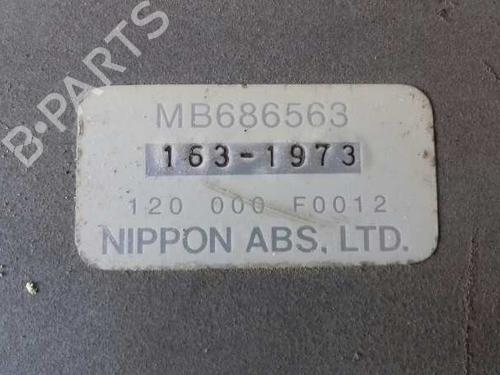 B·PARTS
MB686563
163-1973
120 000 F0012
NIPPON ABS, LTD.